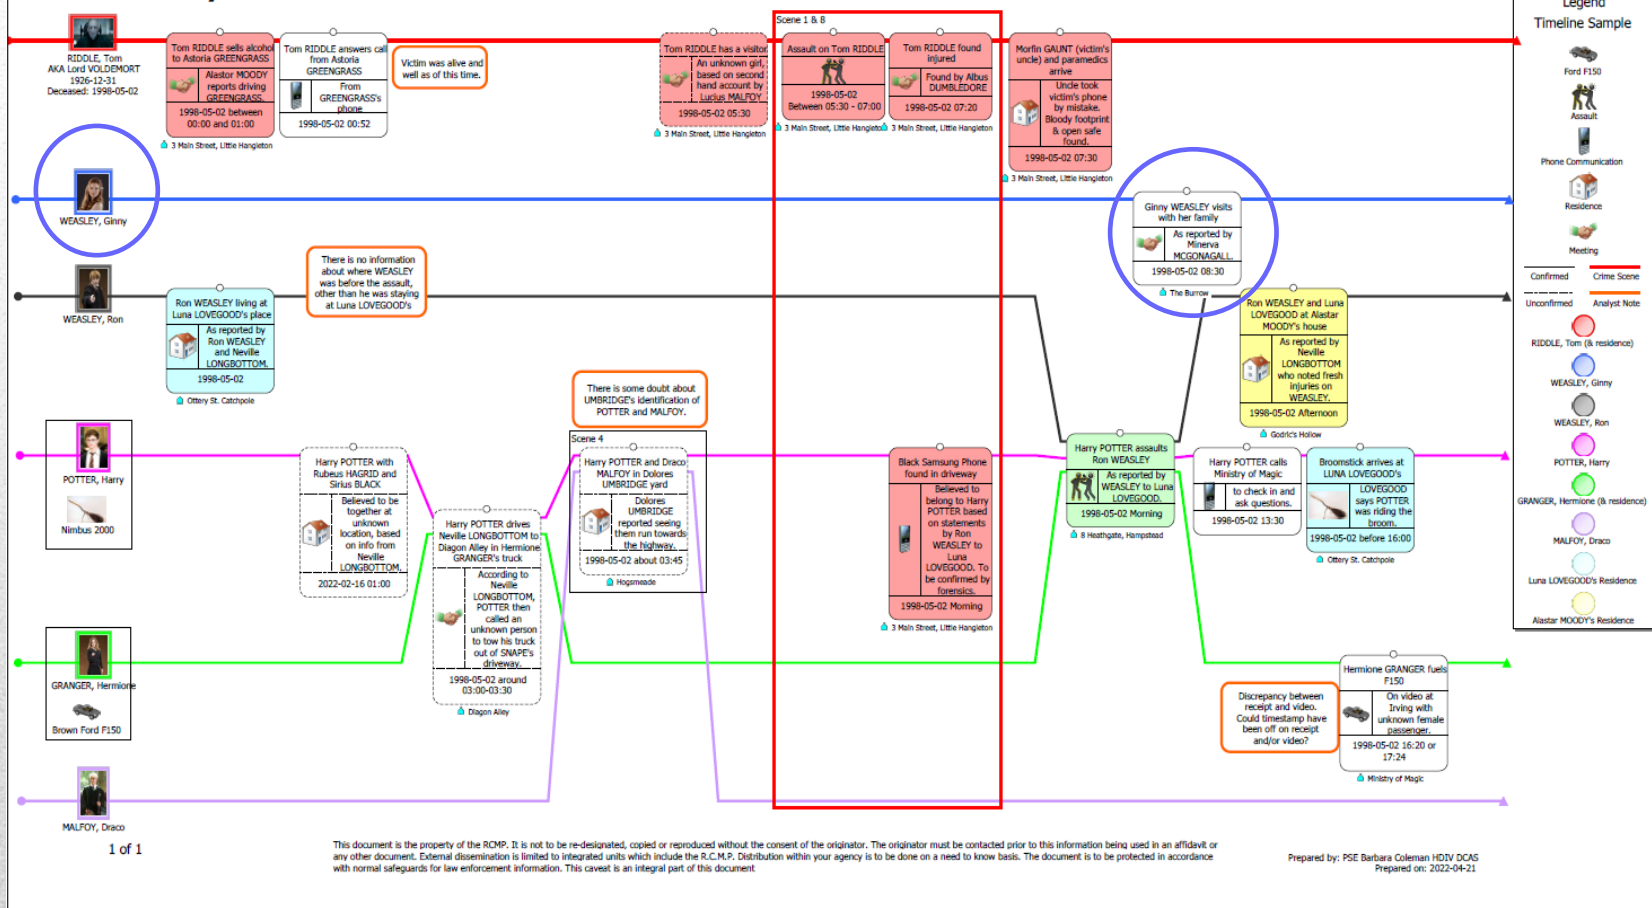 Scene 1 & 8
RIDDLE, Tom
AKA Lord VOLDEMORT
1926-12-31
Deceased: 1998-05-02
Tom RIDDLE sells alcohol
to Astoria GREENGRASS
Alastor MOODY
reports driving
GREENGRASS.
1998-05-02 between
00:00 and 01:00
3 Main Street, Little Hangleton
Tom RIDDLE answers call
from Astoria
GREENGRASS
From
GREENGRASS's
phone
1998-05-02 00:52
Victim was alive and
well as of this time.
Tom RIDDLE has a visitor
An unknown girl,
based on second
hand account by
Lucius MALFOY
1998-05-02 05:30
3 Main Street, Little Hangleton
Assault on Tom RIDDLE
1998-05-02
Between 05:30 - 07:00
3 Main Street, Little Hangleton
Tom RIDDLE found
injured
Found by Albus
DUMBLEDORE
1998-05-02 07:20
3 Main Street, Little Hangleton
Morfin GAUNT (victim's
uncle) and paramedics
arrive
Uncle took
victim's phone
by mistake.
Bloody footprint
& open safe
found.
1998-05-02 07:30
3 Main Street, Little Hangleton
WEASLEY, Ginny
Ginny WEASLEY visits
with her family
As reported by
Minerva
MCGONAGALL.
1998-05-02 08:30
The Burrow
WEASLEY, Ron
Ron WEASLEY living at
Luna LOVEGOOD's place
As reported by
Ron WEASLEY
and Neville
LONGBOTTOM.
1998-05-02
Ottery St. Catchpole
There is no information
about where WEASLEY
was before the assault,
other than he was staying
at Luna LOVEGOOD's
Ron WEASLEY and Luna
LOVEGOOD at Alastar
MOODY's house
As reported by
Neville
LONGBOTTOM
who noted fresh
injuries on
WEASLEY.
1998-05-02 Afternoon
Godric's Hollow
POTTER, Harry
Nimbus 2000
Harry POTTER with
Rubeus HAGRID and
Sirius BLACK
Believed to be
together at
unknown
location, based
on info from
Neville
LONGBOTTOM.
2022-02-16 01:00
Harry POTTER drives
Neville LONGBOTTOM to
Diagon Alley in Hermione
GRANGER's truck
According to
Neville
LONGBOTTOM,
POTTER then
called an
unknown person
to tow his truck
out of SNAPE's
driveway.
1998-05-02 around
03:00-03:30
Diagon Alley
There is some doubt about
UMBRIDGE's identification of
POTTER and MALFOY.
Scene 4
Harry POTTER and Draco
MALFOY in Dolores
UMBRIDGE yard
Dolores
UMBRIDGE
reported seeing
them run towards
the highway.
1998-05-02 about 03:45
Hogsmeade
Black Samsung Phone
found in driveway
Believed to
belong to Harry
POTTER based
on statements
by Ron
WEASLEY to
Luna
LOVEGOOD. To
be confirmed by
forensics.
1998-05-02 Morning
3 Main Street, Little Hangleton
Harry POTTER assaults
Ron WEASLEY
As reported by
WEASLEY to Luna
LOVEGOOD.
1998-05-02 Morning
8 Heathgate, Hampstead
Harry POTTER calls
Ministry of Magic
to check in and
ask questions.
1998-05-02 13:30
Broomstick arrives at
LUNA LOVEGOOD's
LOVEGOOD
says POTTER
was riding the
broom.
1998-05-02 before 16:00
Ottery St. Catchpole
GRANGER, Hermione
Brown Ford F150
Discrepancy between
receipt and video.
Could timestamp have
been off on receipt
and/or video?
Hermione GRANGER fuels
F150
On video at
Irving with
unknown female
passenger.
1998-05-02 16:20 or
17:24
Ministry of Magic
MALFOY, Draco
Legend
Timeline Sample
Ford F150
Assault
Phone Communication
Residence
Meeting
Confirmed
Crime Scene
Unconfirmed
Analyst Note
RIDDLE, Tom (& residence)
WEASLEY, Ginny
WEASLEY, Ron
POTTER, Harry
GRANGER, Hermione (& residence)
MALFOY, Draco
Luna LOVEGOOD's Residence
Alastar MOODY's Residence
1 of 1
This document is the property of the RCMP. It is not to be re-designated, copied or reproduced without the consent of the originator. The originator must be contacted prior to this information being used in an affidavit or
any other document. External dissemination is limited to integrated units which include the R.C.M.P. Distribution within your agency is to be done on a need to know basis. The document is to be protected in accordance
with normal safeguards for law enforcement information. This caveat is an integral part of this document
Prepared by: PSE Barbara Coleman HDIV DCAS
Prepared on: 2022-04-21